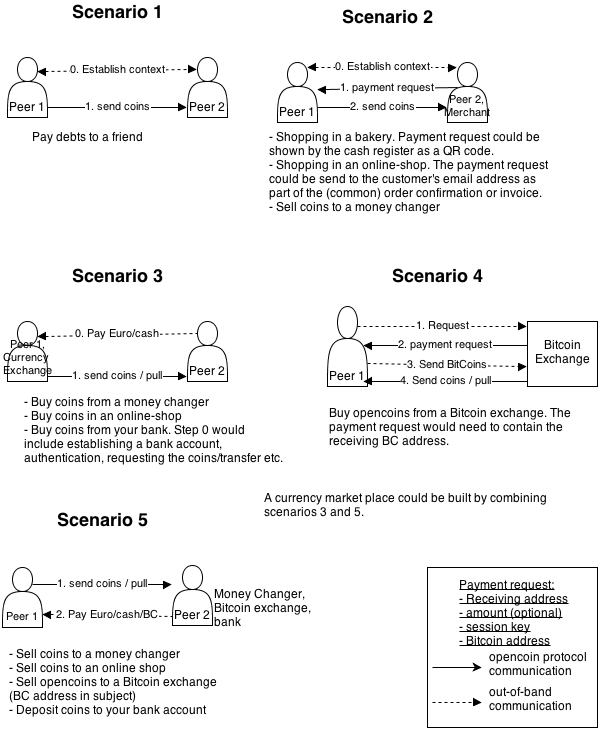 Scenario 1
0. Establish context
Peer 1
1. send coins
Peer 2
Pay debts to a friend
Scenario 2
0. Establish context
1. payment request
Peer 1
2. send coins
Peer 2,
Merchant
- Shopping in a bakery. Payment request could be
shown by the cash register as a QR code.
- Shopping in an online-shop. The payment request
could be send to the customer's email address as
part of the (common) order confirmation or invoice.
- Sell coins to a money changer
Scenario 3
0. Pay Euro/cash
Peer 1,
Currency
Exchange
1. send coins / pull
Peer 2
- Buy coins from a money changer
- Buy coins in an online-shop
- Buy coins from your bank. Step 0 would
include establishing a bank account,
authentication, requesting the coins/transfer etc.
Scenario 4
1. Request
2. payment request
3. Send BitCoins
4. Send coins / pull
Peer 1
Bitcoin
Exchange
Buy opencoins from a Bitcoin exchange. The
payment request would need to contain the
receiving BC address.
A currency market place could be built by combining
scenarios 3 and 5.
Scenario 5
1. send coins / pull
Peer 1
2. Pay Euro/cash/BC
Peer 2
Money Changer,
Bitcoin exchange,
bank
- Sell coins to a money changer
- Sell coins to an online shop
- Sell opencoins to a Bitcoin exchange
(BC address in subject)
- Deposit coins to your bank account
Payment request:
- Receiving address
- amount (optional)
- session key
- Bitcoin address
opencoin protocol
communication
out-of-band
communication